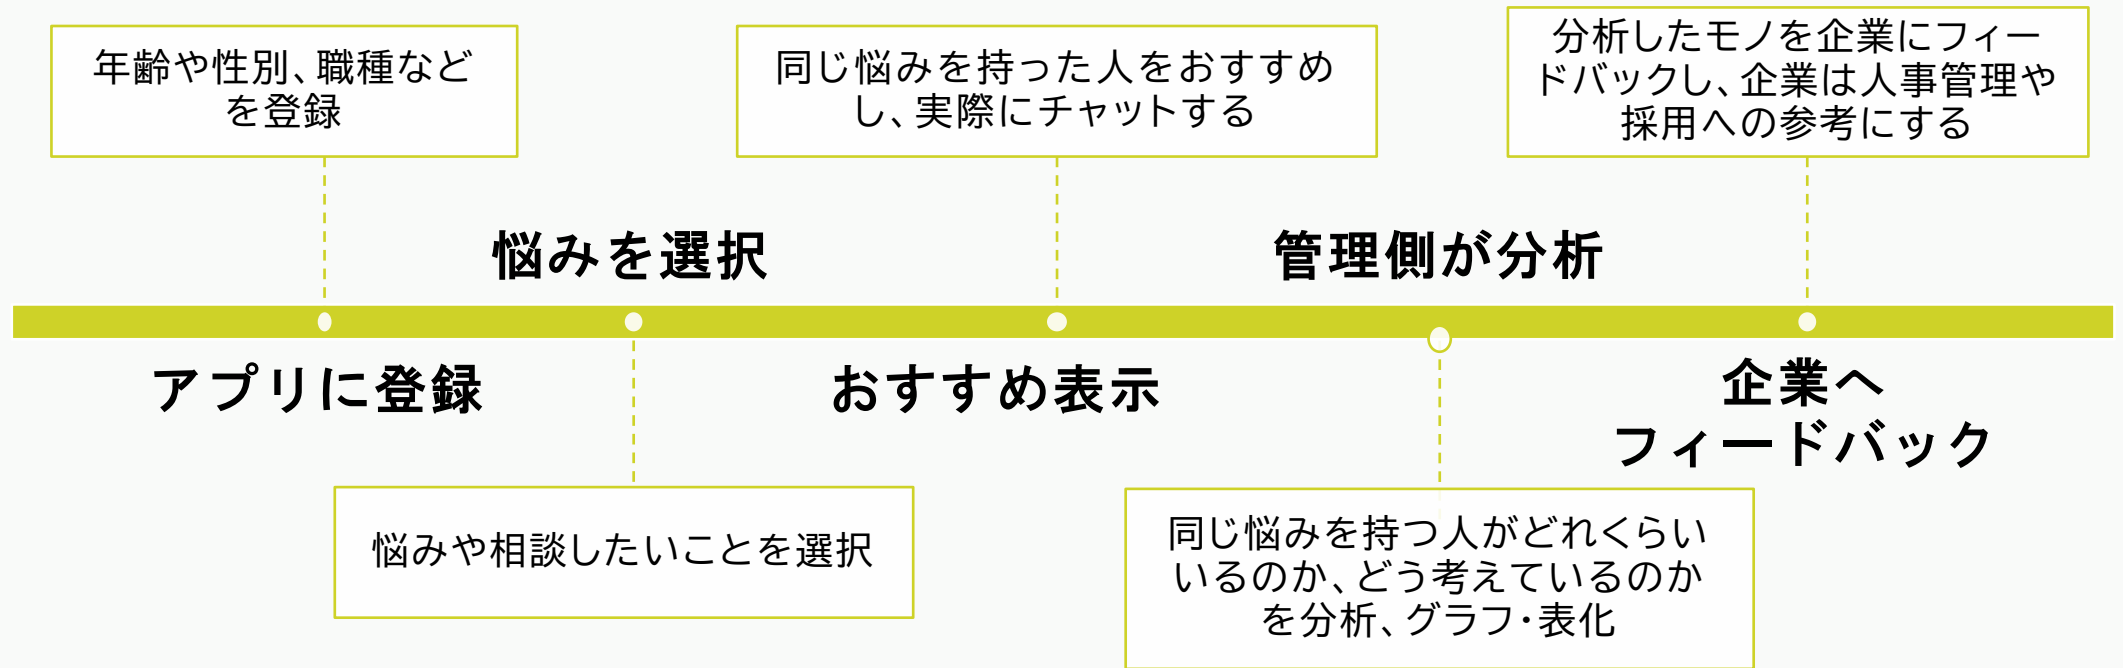 年齢や性別、職種など
を登録
同じ悩みを持った人をおすすめ
し、実際にチャットする
分析したモノを企業にフィー
ドバックし、企業は人事管理や
採用への参考にする
悩みを選択
管理側が分析
アプリに登録
おすすめ表示
企業へ
フィードバック
悩みや相談したいことを選択
同じ悩みを持つ人がどれくらい
いるのか、どう考えているのか
を分析、グラフ・表化